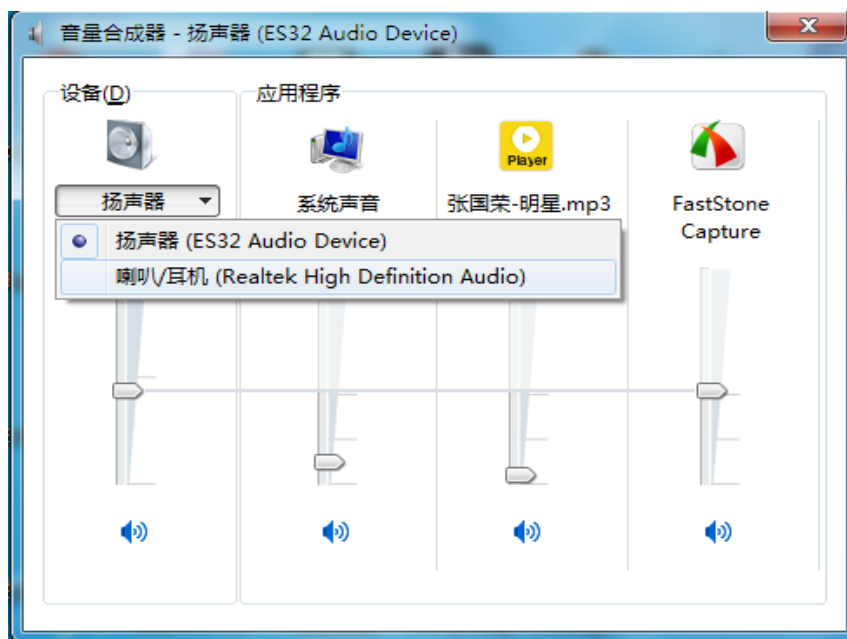 音量合成器 - 扬声器 (ES32 Audio Device)
设备(D)
应用程序
Player
扬声器
系统声音
张国荣-明星.mp3
FastStone
Capture
扬声器 (ES32 Audio Device)
喇叭/耳机 (Realtek High Definition Audio)